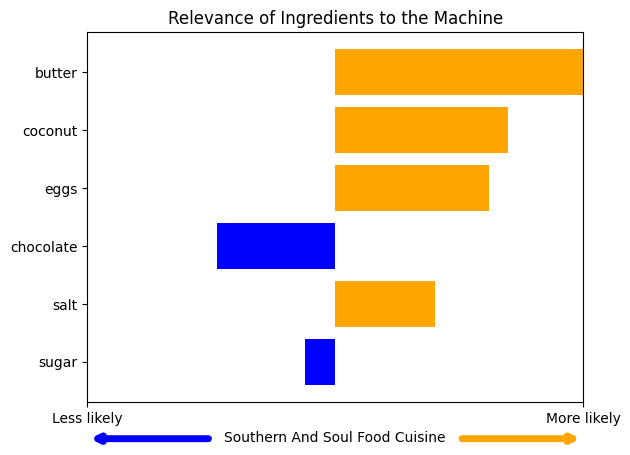 Relevance of Ingredients to the Machine
butter
coconut
eggs
chocolate
salt
sugar
Less likely More likely
Southern And Soul Food Cuisine